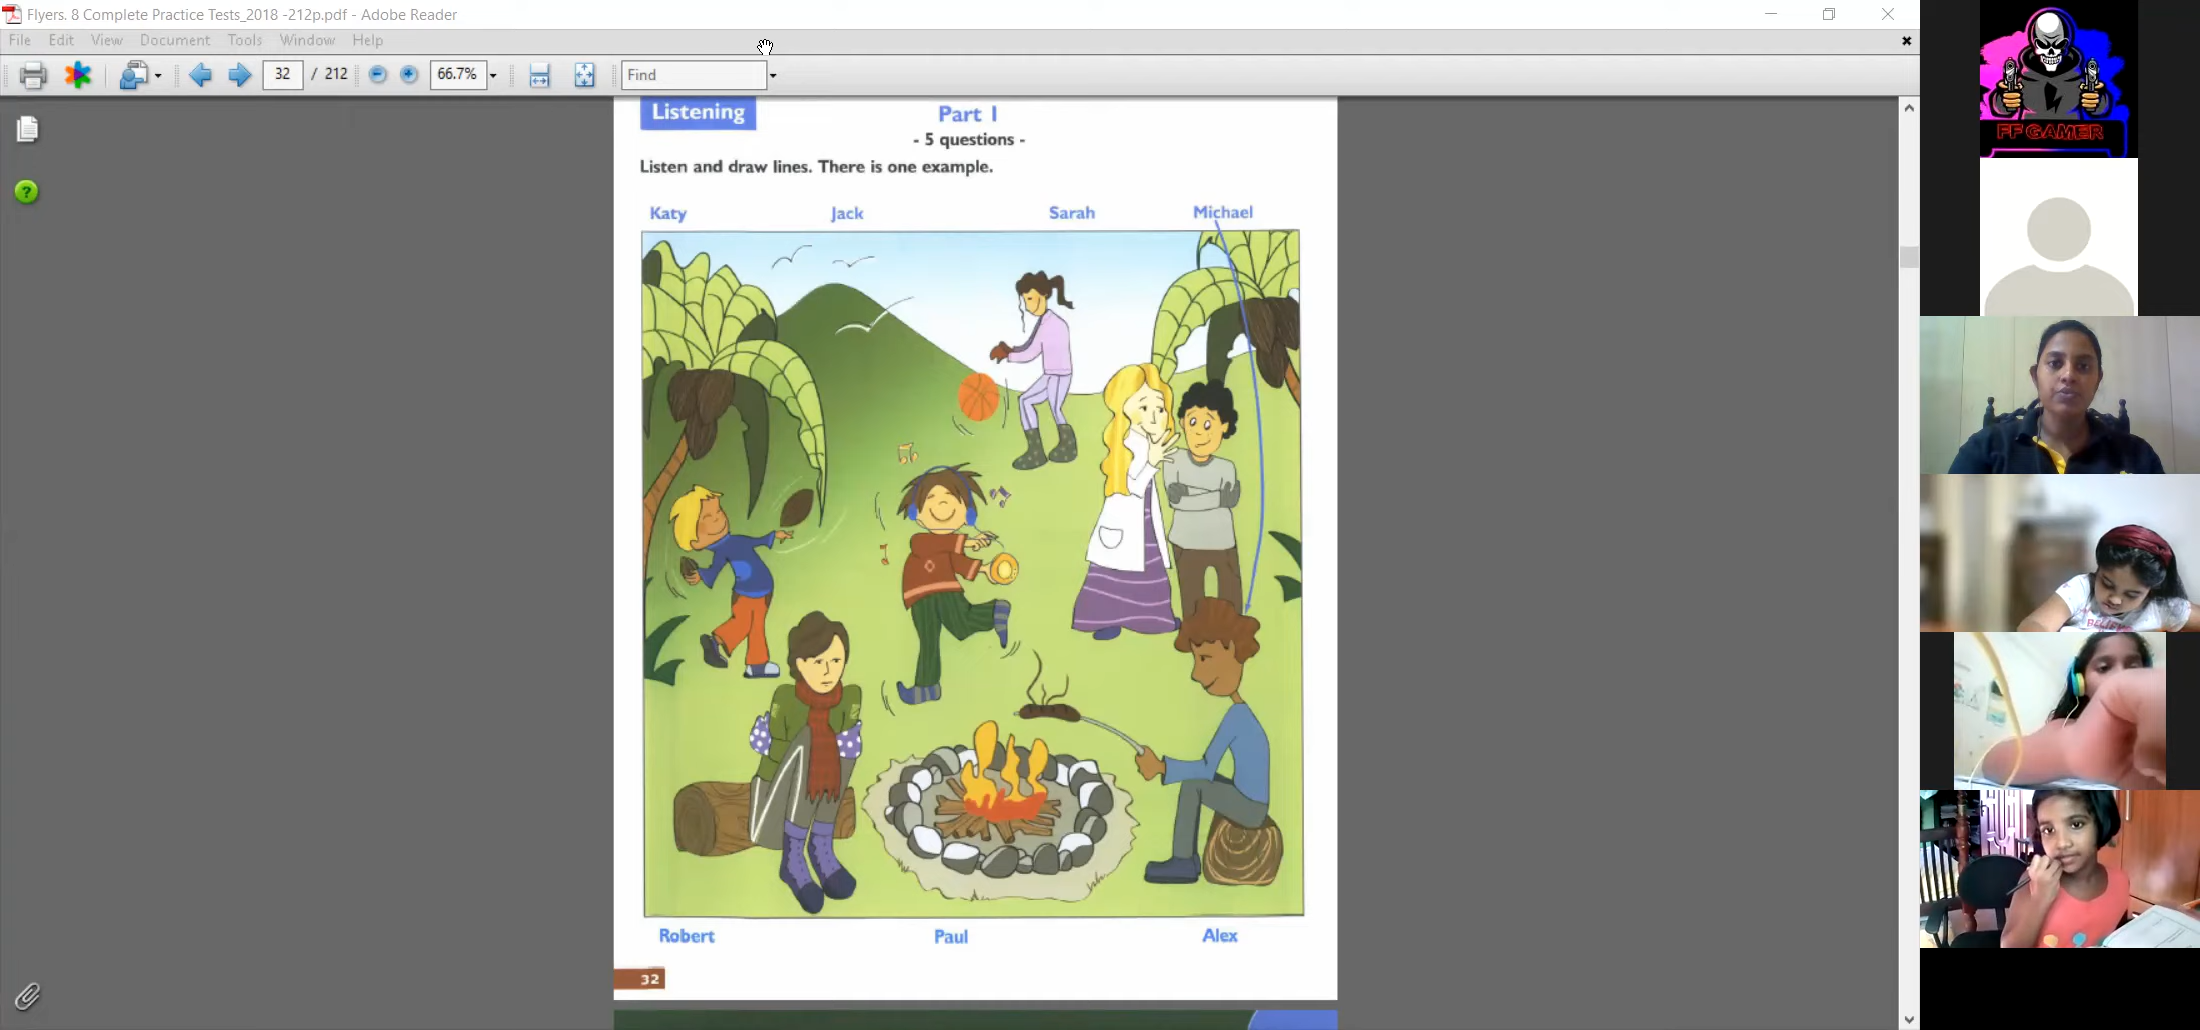 Flyers. 8 Complete Practice Tests_2018 -212p.pdf - Adobe Reader
File Edit View Document Tools Window Help
32 / 212 66.7% Find
Listening
Part 1
- 5 questions -
Listen and draw lines. There is one example.
Katy Jack Sarah Michael
Robert Paul Alex
32
FF GAMER
BELIEVE